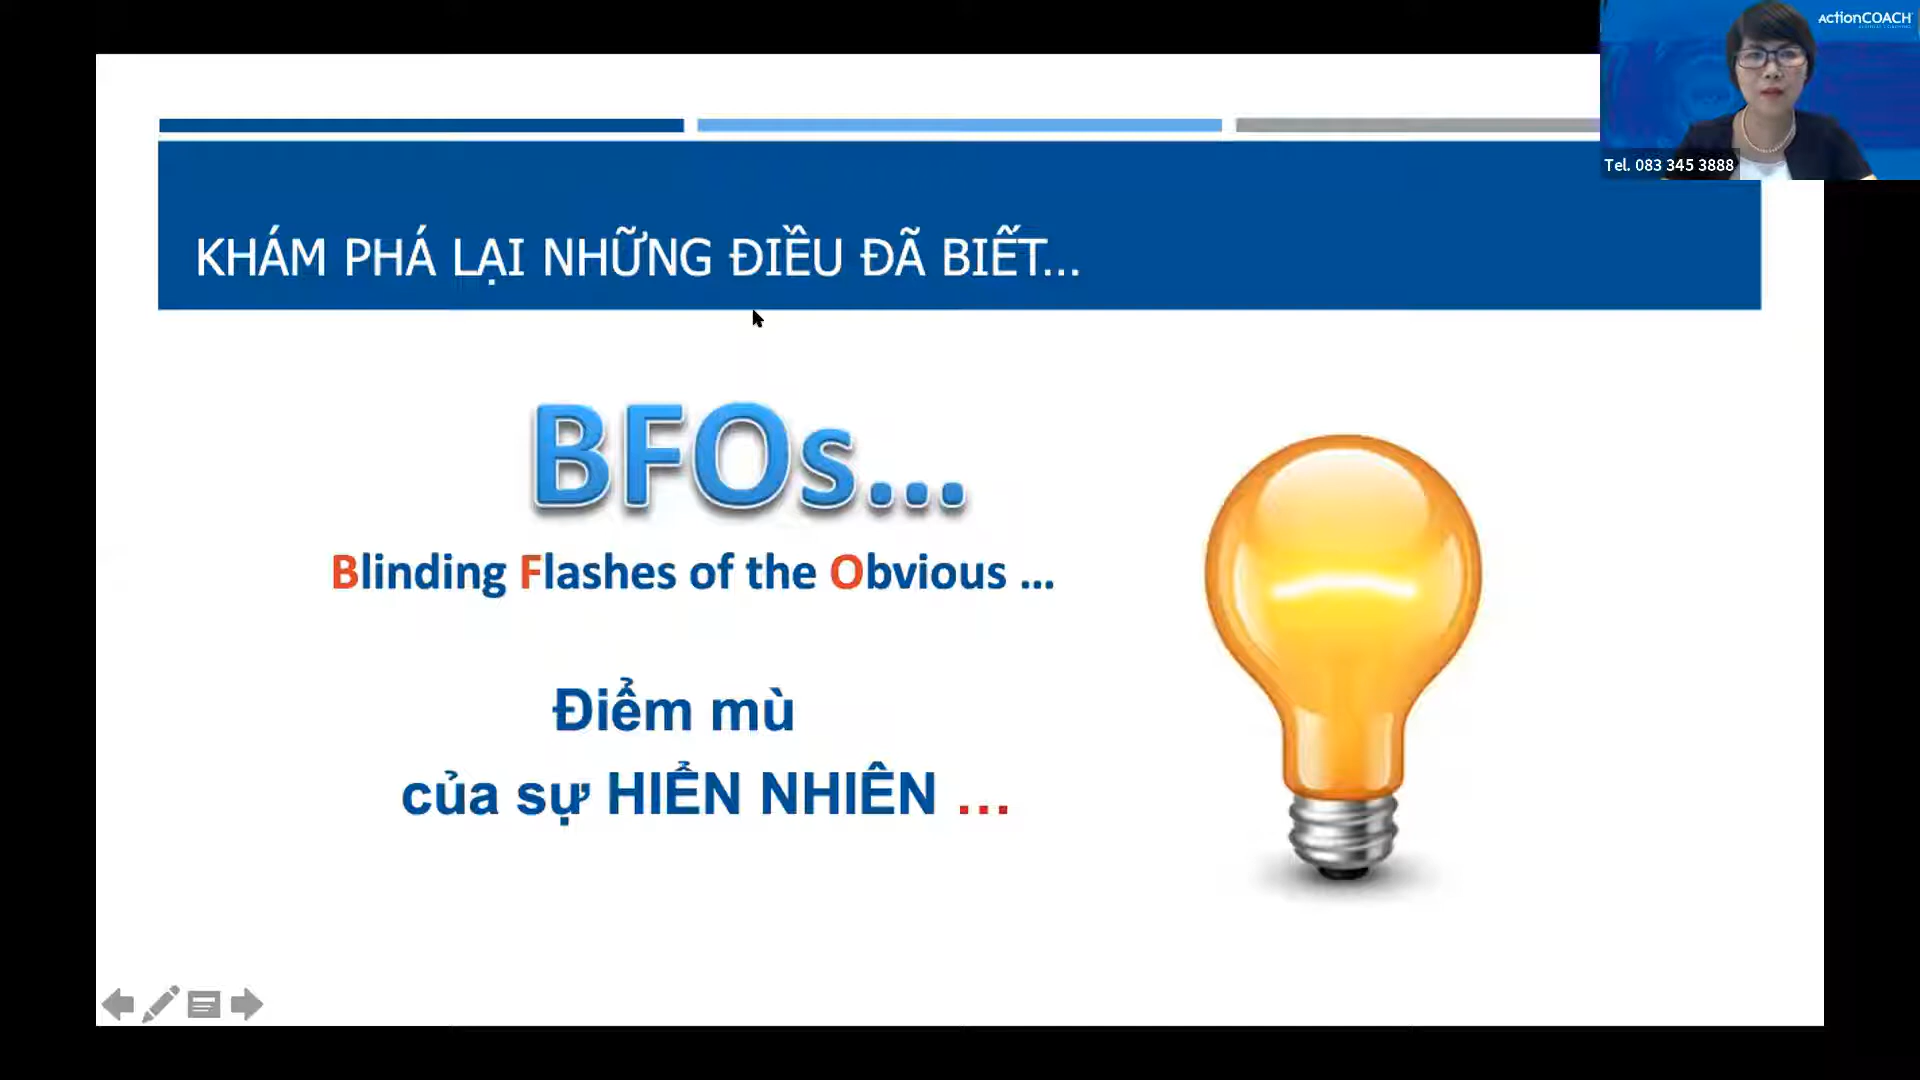 ActionCOACH
Tel. 083 345 3888
KHÁM PHÁ LẠI NHỮNG ĐIỀU ĐÃ BIẾT...
BFOs...
Blinding Flashes of the Obvious ...
Điểm mù
của sự HIỂN NHIÊN ...